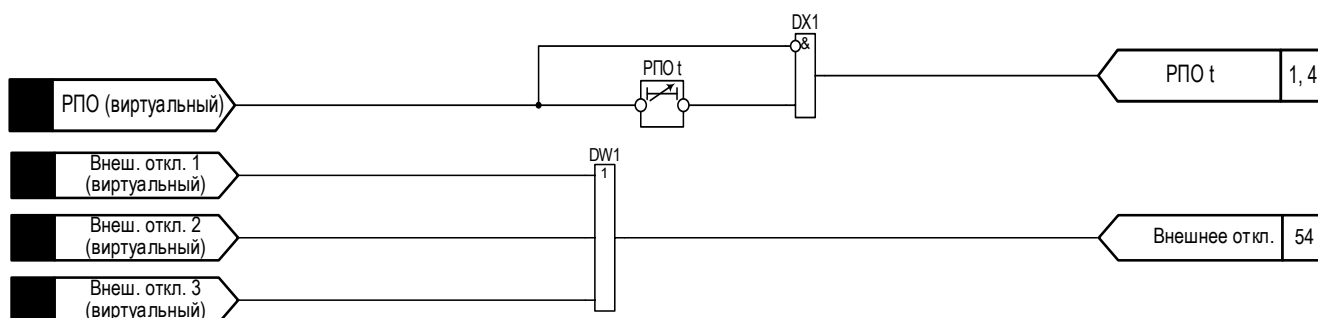 DX1
&
РПО t
РПО t
1, 4
РПО (виртуальный)
DW1
1
Внеш. откл. 1
(виртуальный)
Внеш. откл. 2
(виртуальный)
Внешнее откл.
54
Внеш. откл. 3
(виртуальный)